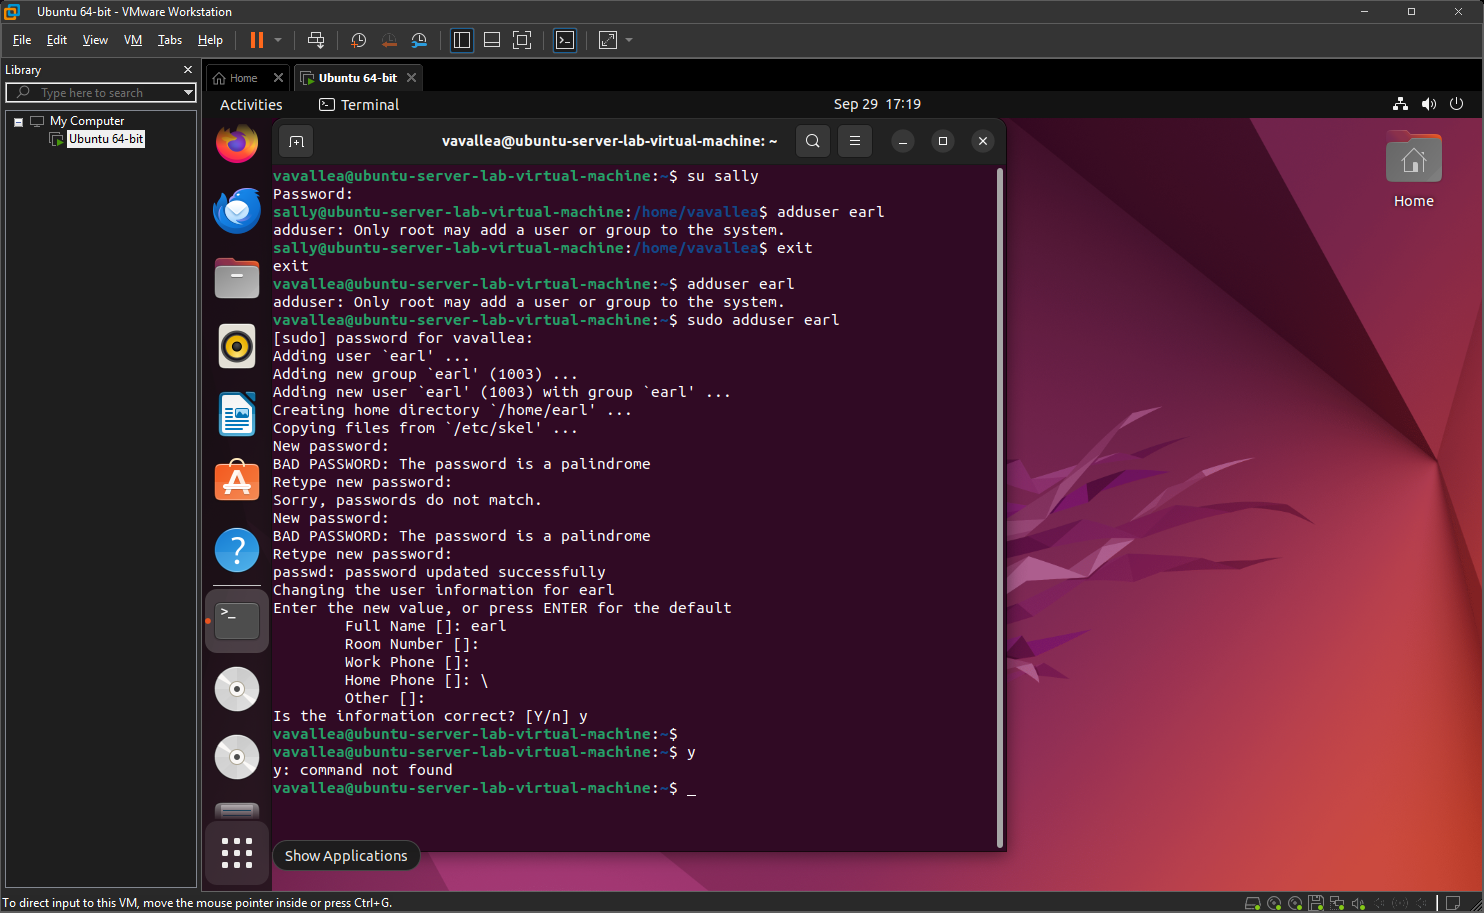 Ubuntu 64-bit - VMware Workstation
File Edit View VM Tabs Help
Library
Type here to search
My Computer
Ubuntu 64-bit
Home
Ubuntu 64-bit
Activities
Terminal
Sep 29 17:19
vavallea@ubuntu-server-lab-virtual-machine: ~
Home
vavallea@ubuntu-server-lab-virtual-machine:~$ su sally
Password:
sally@ubuntu-server-lab-virtual-machine:/home/vavallea$ adduser earl
adduser: Only root may add a user or group to the system.
sally@ubuntu-server-lab-virtual-machine:/home/vavallea$ exit
exit
vavallea@ubuntu-server-lab-virtual-machine:~$ adduser earl
adduser: Only root may add a user or group to the system.
vavallea@ubuntu-server-lab-virtual-machine:~$ sudo adduser earl
[sudo] password for vavallea:
Adding user `earl' ...
Adding new group `earl' (1003) ...
Adding new user `earl' (1003) with group `earl' ...
Creating home directory `/home/earl' ...
Copying files from `/etc/skel' ...
New password:
BAD PASSWORD: The password is a palindrome
Retype new password:
Sorry, passwords do not match.
New password:
BAD PASSWORD: The password is a palindrome
Retype new password:
passwd: password updated successfully
Changing the user information for earl
Enter the new value, or press ENTER for the default
Full Name []: earl
Room Number []:
Work Phone []:
Home Phone []: \
Other []:
Is the information correct? [Y/n] y
vavallea@ubuntu-server-lab-virtual-machine:~$
vavallea@ubuntu-server-lab-virtual-machine:~$ y
y: command not found
vavallea@ubuntu-server-lab-virtual-machine:~$ _
Show Applications
To direct input to this VM, move the mouse pointer inside or press Ctrl+G.